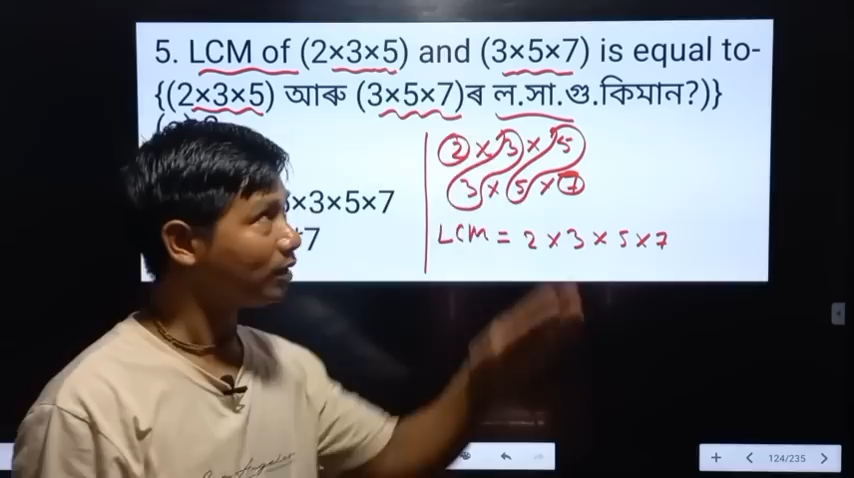 5. LCM of (2×3×5) and (3×5×7) is equal to-
{(2×3×5) আৰু (3×5×7)ৰ ল.সা.গু.কিমান?)}
×3×5×7
7
2 × 3 × 5
3 × 5 × 7
LCM = 2 × 3 × 5 × 7
124/235